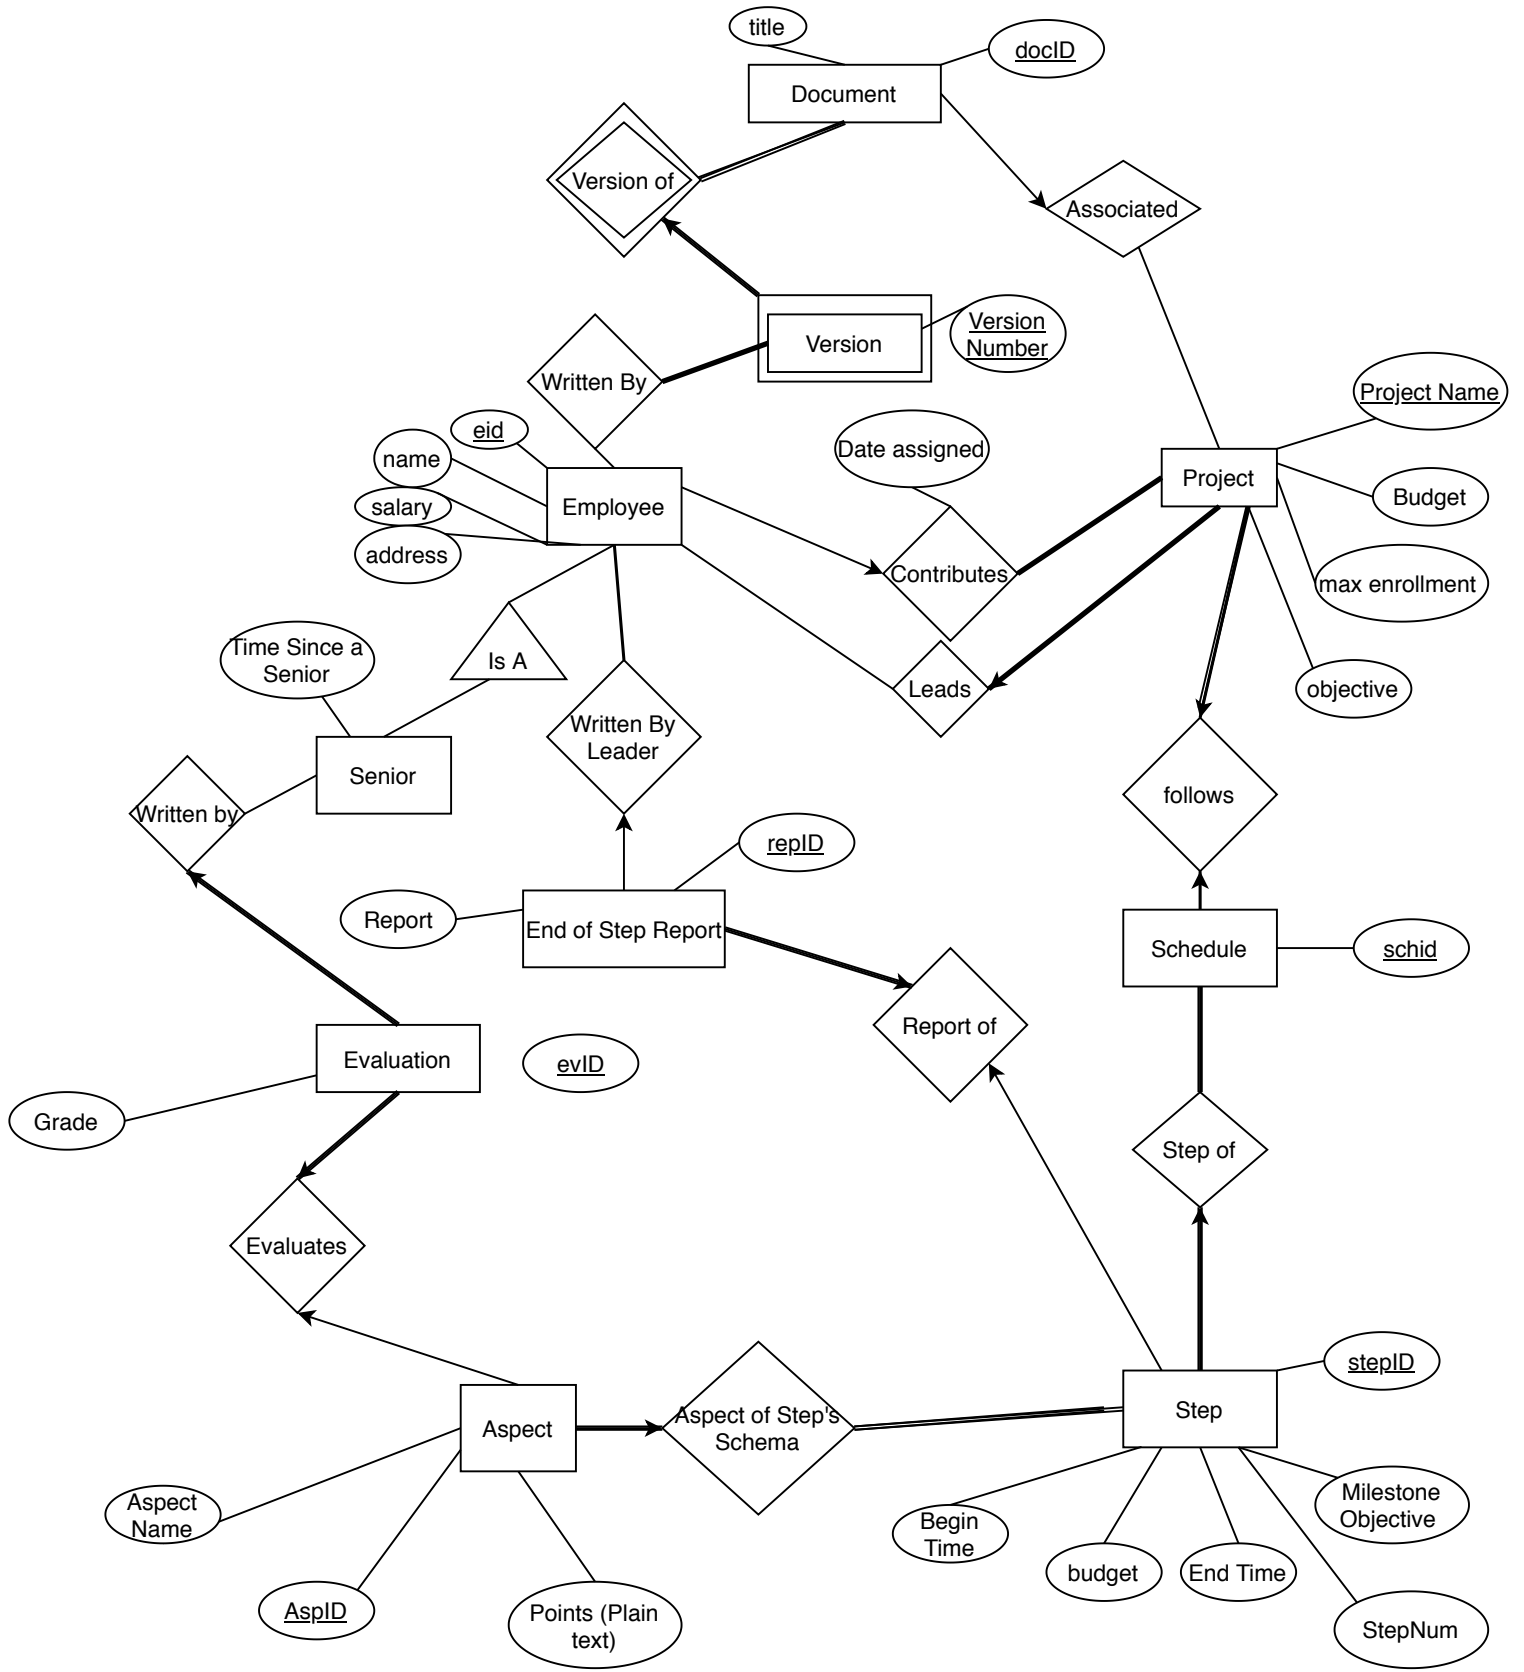 title
docID
Document
Version of
Associated
Version
Version
Number
Written By
Project Name
eid
name
Date assigned
salary
Employee
Project
Budget
address
Contributes
max enrollment
Time Since a
Senior
Is A
Leads
objective
Written By
Leader
Senior
follows
Written by
repID
Report
End of Step Report
Schedule
schid
Report of
Evaluation
evID
Grade
Step of
Evaluates
stepID
Aspect
Aspect of Step's
Schema
Step
Aspect
Name
Begin
Time
Milestone
Objective
budget
End Time
AspID
Points (Plain
text)
StepNum